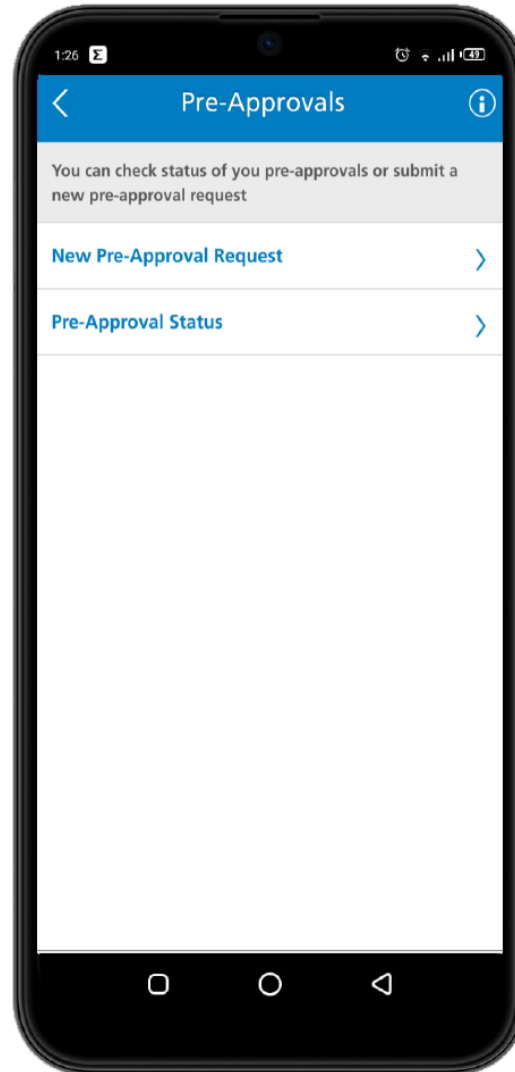 1:26 Σ 49
Pre-Approvals
You can check status of you pre-approvals or submit a
new pre-approval request
New Pre-Approval Request
Pre-Approval Status